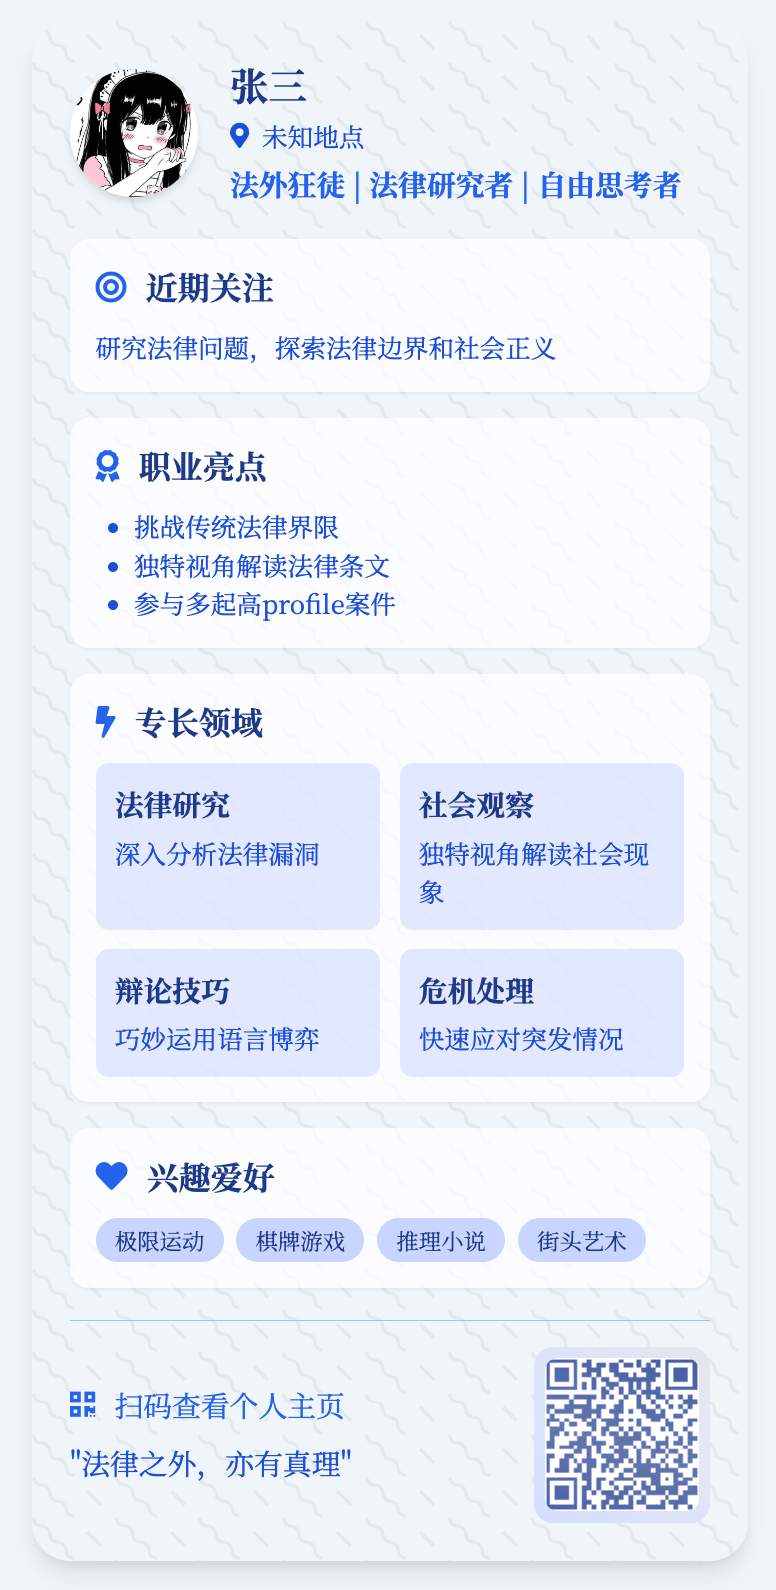 张三
未知地点
法外狂徒 | 法律研究者 | 自由思考者
近期关注
研究法律问题，探索法律边界和社会正义
职业亮点
挑战传统法律界限
独特视角解读法律条文
参与多起高profile案件
专长领域
法律研究
深入分析法律漏洞
社会观察
独特视角解读社会现
象
辩论技巧
巧妙运用语言博弈
危机处理
快速应对突发情况
兴趣爱好
极限运动
棋牌游戏
推理小说
街头艺术
扫码查看个人主页
"法律之外，亦有真理"